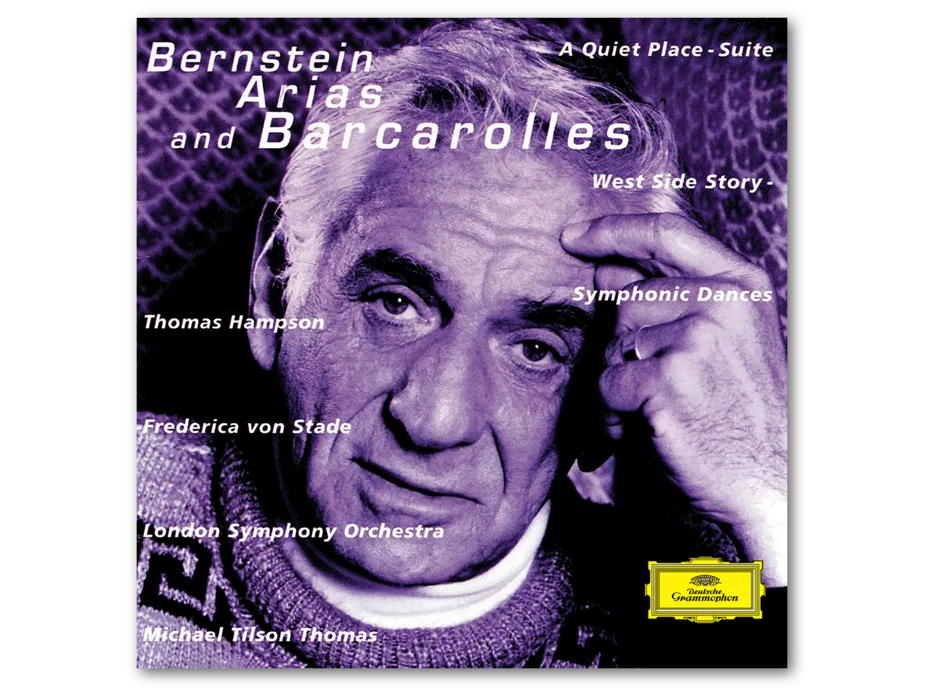 Bernstein
Arias
and Barcarolles
A Quiet Place - Suite
West Side Story -
Symphonic Dances
Thomas Hampson
Frederica von Stade
London Symphony Orchestra
Michael Tilson Thomas
Deutsche
Grammophon